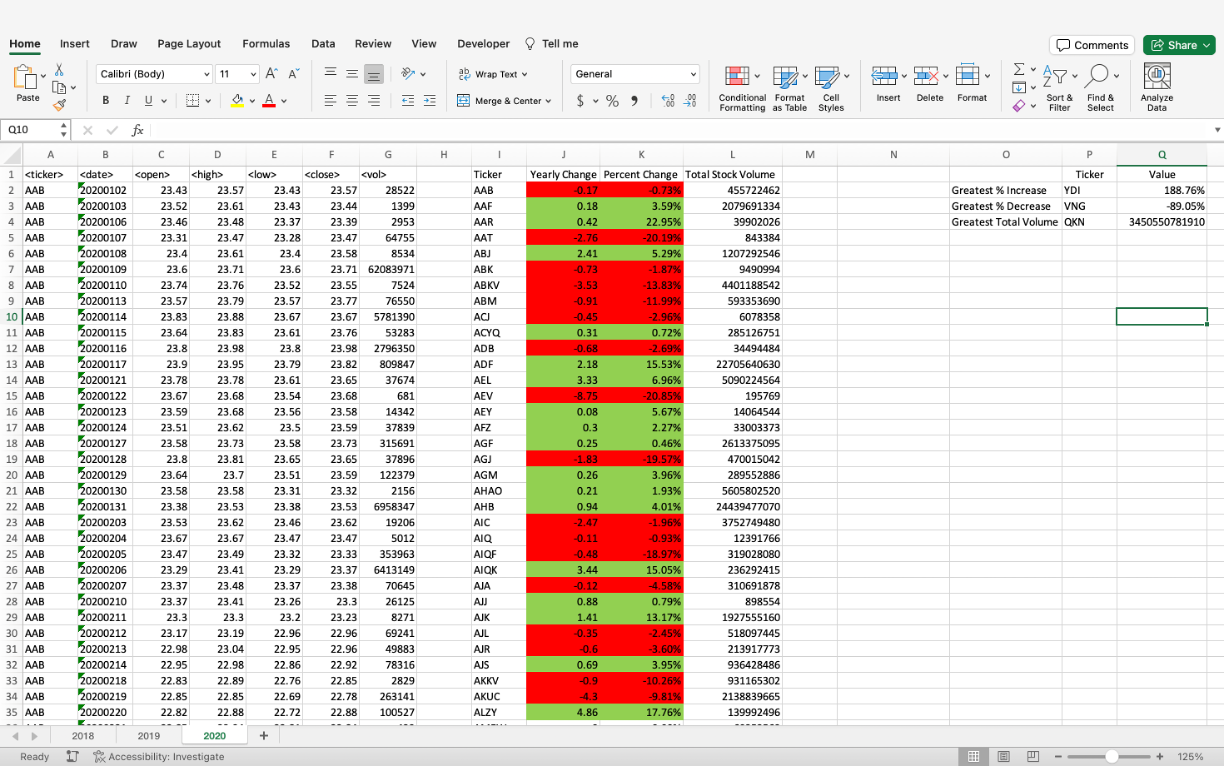 Home Insert Draw Page Layout Formulas Data Review View Developer Tell me Comments Share
Calibri (Body) 11 A A Wrap Text General
Paste B I U A Merge & Center $ % Conditional Formatting Format as Table Cell Styles Insert Delete Format Sort & Filter Find & Select Analyze Data
Q10 fx
A B C D E F G H I J K L M N O P Q
1 <ticker> <date> <open> <high> <low> <close> <vol> Ticker Yearly Change Percent Change Total Stock Volume Ticker Value
2 AAB 20200102 23.43 23.57 23.43 23.57 28522 AAB -0.17 -0.73% 455722462 Greatest % Increase YDI 188.76%
3 AAB 20200103 23.52 23.61 23.43 23.44 1399 AAF 0.18 3.59% 2079691334 Greatest % Decrease VNG -89.05%
4 AAB 20200106 23.46 23.48 23.37 23.39 2953 AAR 0.42 22.95% 39902026 Greatest Total Volume QKN 3450550781910
5 AAB 20200107 23.31 23.47 23.28 23.47 64755 AAT -2.76 -20.19% 843384
6 AAB 20200108 23.4 23.71 23.4 23.58 8534 ABJ 2.41 5.29% 1207292546
7 AAB 20200109 23.6 23.71 23.6 23.71 62083971 ABK -0.73 -1.87% 9490994
8 AAB 20200110 23.74 23.76 23.52 23.55 7524 ABKV -3.53 -13.83% 4401188542
9 AAB 20200113 23.57 23.79 23.57 23.77 76550 ABM -0.91 -11.99% 593353690
10 AAB 20200114 23.83 23.88 23.67 23.67 5781390 ACJ -0.45 -2.96% 6078358
11 AAB 20200115 23.64 23.83 23.61 23.76 53283 ACYQ 0.31 0.72% 285126751
12 AAB 20200116 23.8 23.98 23.8 23.98 2796350 ADB -0.68 -2.69% 34494484
13 AAB 20200117 23.9 23.95 23.79 23.82 809847 ADF 2.18 15.53% 22705640630
14 AAB 20200121 23.78 23.78 23.61 23.65 37674 AEL 3.33 6.96% 5090224564
15 AAB 20200122 23.67 23.68 23.54 23.58 681 AEV -8.75 -20.85% 195769
16 AAB 20200123 23.59 23.68 23.56 23.58 14342 AEY 0.08 5.67% 14064544
17 AAB 20200124 23.51 23.62 23.5 23.59 37839 AFZ 0.3 2.27% 33003373
18 AAB 20200127 23.58 23.73 23.58 23.73 315691 AGF 0.25 0.46% 2613375095
19 AAB 20200128 23.8 23.81 23.65 23.65 37896 AGJ -1.83 -19.57% 470015042
20 AAB 20200129 23.64 23.7 23.51 23.59 122379 AGM 0.26 3.96% 289552886
21 AAB 20200130 23.58 23.58 23.31 23.32 2156 AHAO 0.21 1.93% 5605802520
22 AAB 20200131 23.38 23.53 23.38 23.53 6958347 AHB 0.94 4.01% 24439477070
23 AAB 20200203 23.53 23.62 23.46 23.62 19206 AIC -2.47 -1.96% 3752749480
24 AAB 20200204 23.67 23.67 23.47 23.47 5012 AIQ -0.11 -0.93% 12391766
25 AAB 20200205 23.47 23.49 23.32 23.33 353963 AIQF -0.48 -18.97% 319028080
26 AAB 20200206 23.29 23.41 23.29 23.37 6413149 AIQK 3.44 15.05% 236292415
27 AAB 20200207 23.37 23.48 23.37 23.38 70645 AJA -0.12 -4.58% 310691878
28 AAB 20200210 23.37 23.41 23.26 23.3 26125 AJJ 0.88 0.79% 898554
29 AAB 20200211 23.3 23.3 23.2 23.23 8271 AJK 1.41 13.17% 1927555160
30 AAB 20200212 23.17 23.19 22.96 22.96 69241 AJL -0.35 -2.45% 518097445
31 AAB 20200213 22.98 23.04 22.95 22.96 49883 AJR -0.6 -3.60% 213917773
32 AAB 20200214 22.95 22.98 22.86 22.92 78316 AJS 0.69 3.95% 936428486
33 AAB 20200218 22.83 22.89 22.76 22.85 2829 AKKV -0.9 -10.26% 931165302
34 AAB 20200219 22.85 22.85 22.69 22.78 263141 AKUC -4.3 -9.81% 2138839665
35 AAB 20200220 22.82 22.88 22.72 22.88 100527 ALZY 4.86 17.76% 139992496
2018 2019 2020 +
Ready Accessibility: Investigate - + 125%